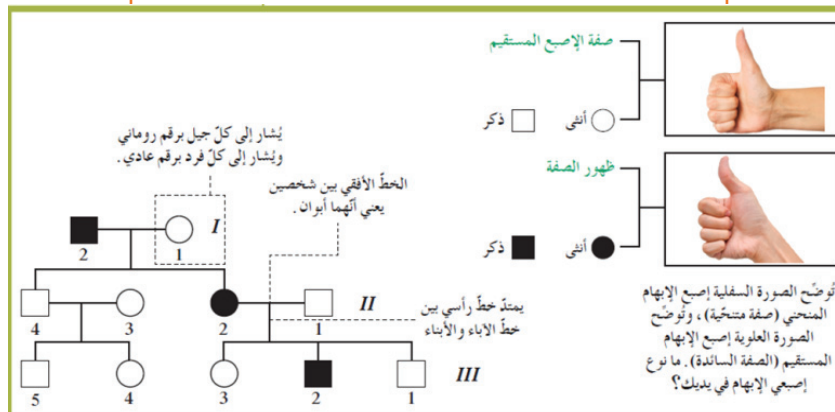 صفة الإصبع المستقيم
أنثى
ذكر
ظهور الصفة
أنثى
ذكر
تُوضّح الصورة السفلية إصبع الإبهام
المنحني (صفة متنحّية)، وتُوضّح
الصورة العلوية إصبع الإبهام
المستقيم (الصفة السائدة). ما نوع
إصبعي الإبهام في يديك؟
يُشار إلى كلّ جيل برقم روماني
ويُشار إلى كلّ فرد برقم عادي.
الخطّ الأفقي بين شخصين
يعني أنّهما أبوان.
I
1
2
II
1
2
3
4
يمتدّ خطّ رأسي بين
خطّ الآباء والأبناء
III
1
2
3
4
5